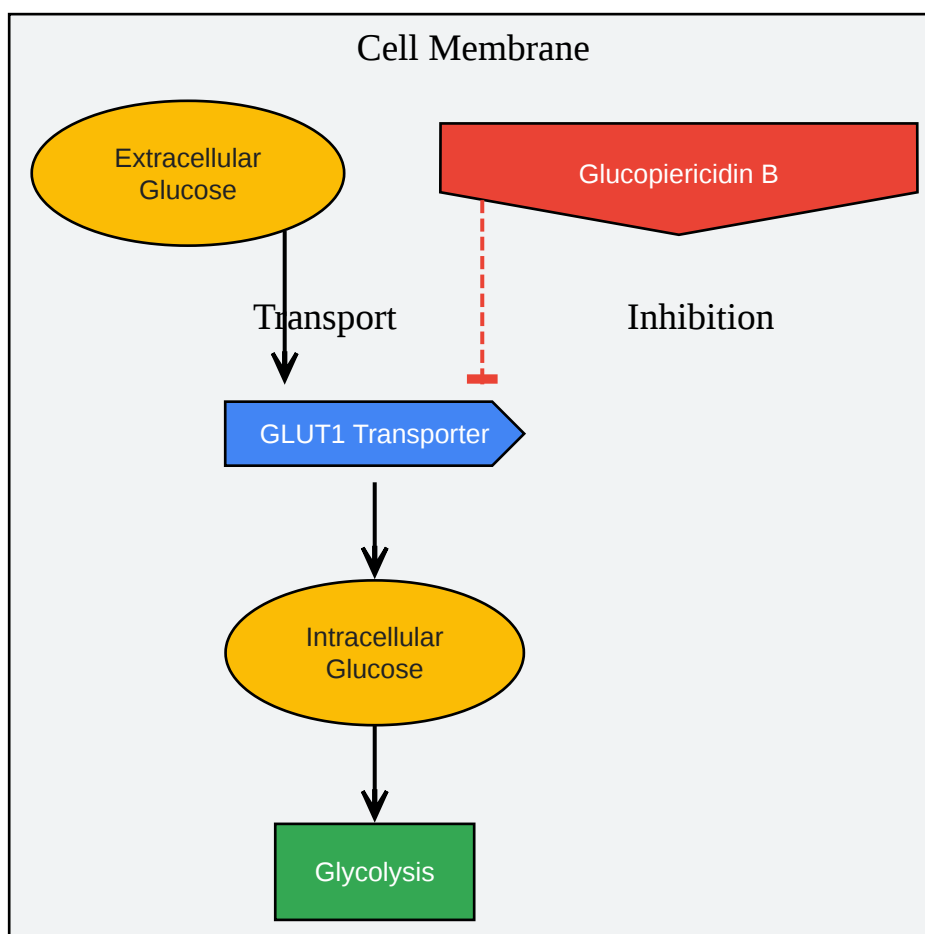 Cell Membrane
Extracellular
Glucose
Glucopiericidin B
Transport
Inhibition
GLUT1 Transporter
Intracellular
Glucose
Glycolysis